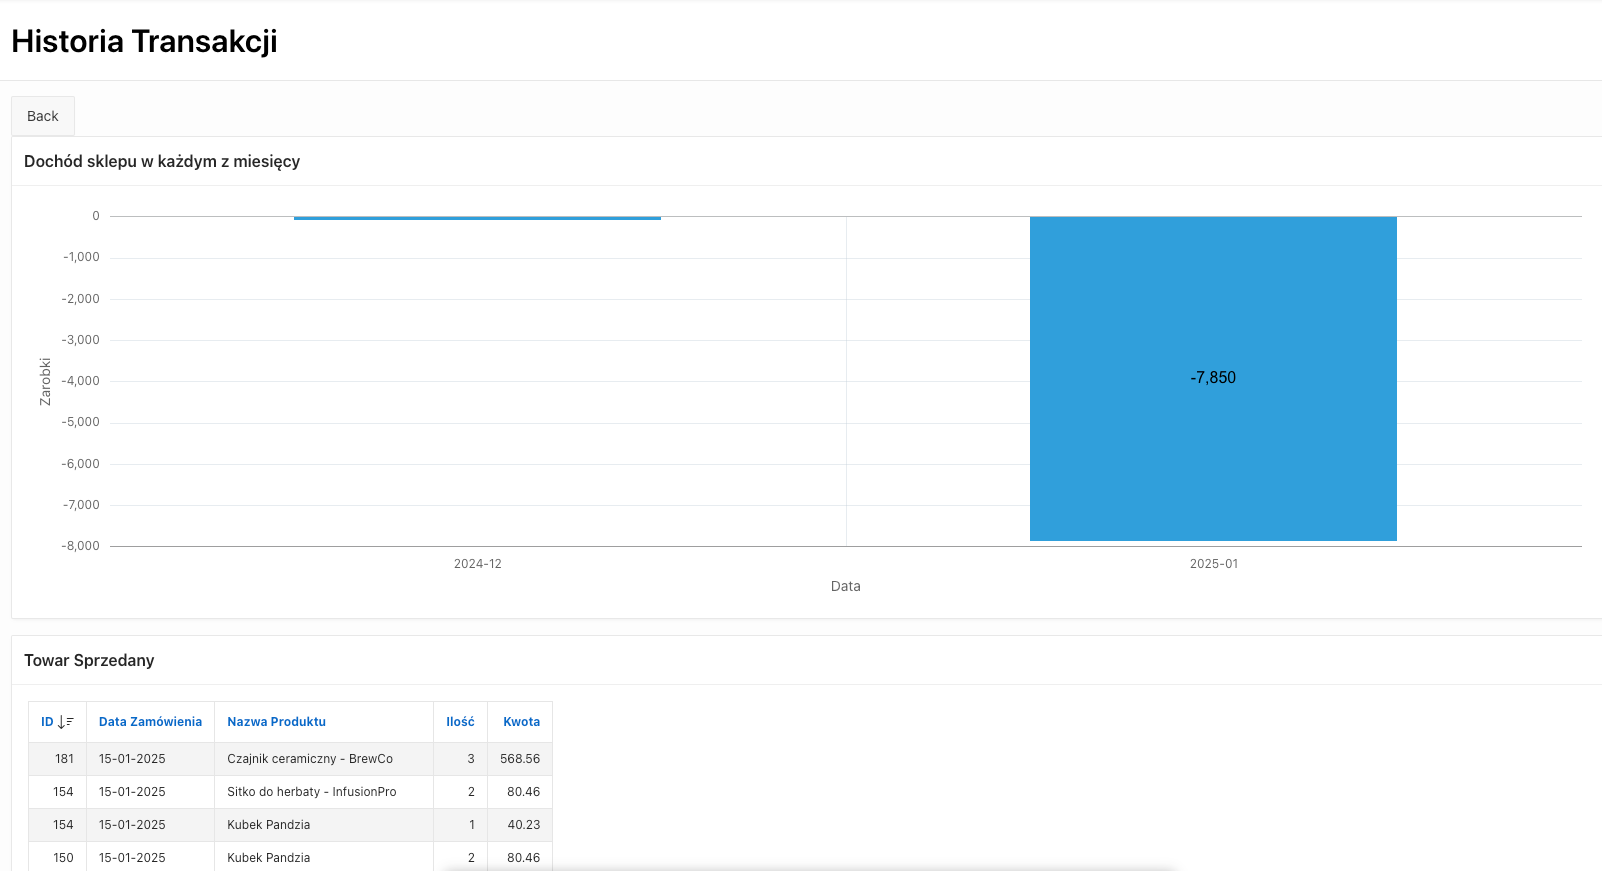 Historia Transakcji
Back
Dochód sklepu w każdym z miesięcy
0
-1,000
-2,000
-3,000
-4,000
-5,000
-6,000
-7,000
-8,000
Zarobki
-7,850
2024-12 2025-01
Data
Towar Sprzedany
ID Data Zamówienia Nazwa Produktu Ilość Kwota
181 15-01-2025 Czajnik ceramiczny - BrewCo 3 568.56
154 15-01-2025 Sitko do herbaty - InfusionPro 2 80.46
154 15-01-2025 Kubek Pandzia 1 40.23
150 15-01-2025 Kubek Pandzia 2 80.46